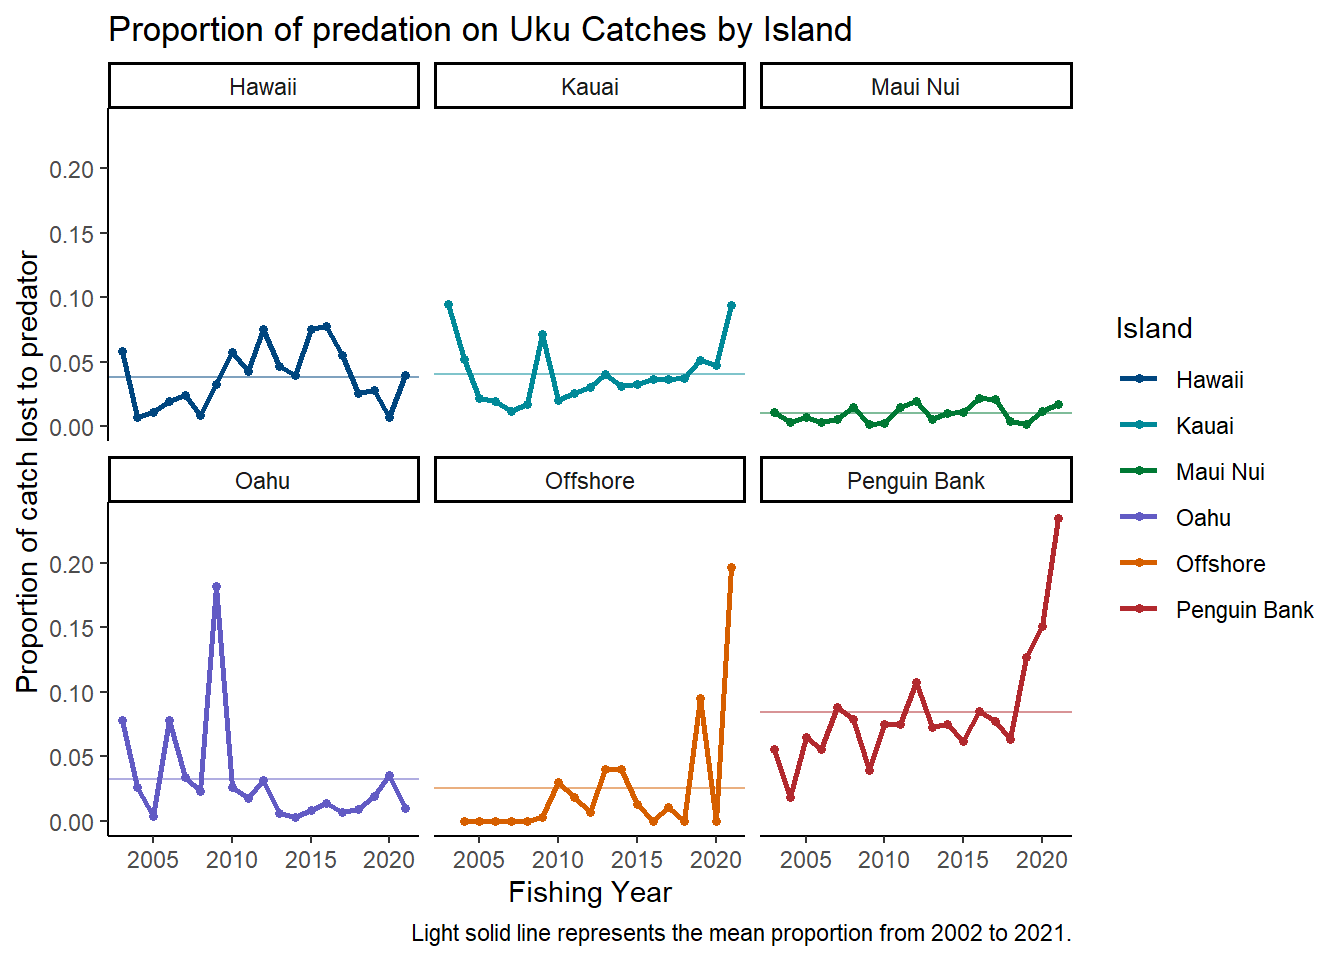 Proportion of predation on Uku Catches by Island
Hawaii
Kauai
Maui Nui
0.20
0.15
0.10
0.05
0.00
Proportion of catch lost to predator
Oahu
Offshore
Penguin Bank
0.20
0.15
0.10
0.05
0.00
2005 2010 2015 2020
2005 2010 2015 2020
2005 2010 2015 2020
Fishing Year
Light solid line represents the mean proportion from 2002 to 2021.
Island
Hawaii
Kauai
Maui Nui
Oahu
Offshore
Penguin Bank